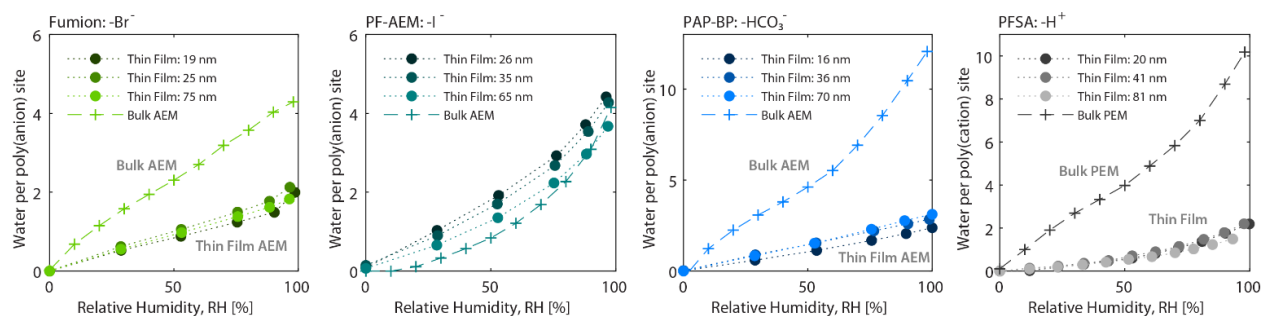 Fumion: -Br⁻
Water per poly(anion) site
6
4
2
0
Thin Film: 19 nm
Thin Film: 25 nm
Thin Film: 75 nm
Bulk AEM
Bulk AEM
Thin Film AEM
0
50
100
Relative Humidity, RH [%]
PF-AEM: -I⁻
Water per poly(anion) site
6
4
2
0
Thin Film: 26 nm
Thin Film: 35 nm
Thin Film: 65 nm
Bulk AEM
0
50
100
Relative Humidity, RH [%]
PAP-BP: -HCO₃⁻
Water per poly(anion) site
10
5
0
Thin Film: 16 nm
Thin Film: 36 nm
Thin Film: 70 nm
Bulk AEM
Bulk AEM
Thin Film AEM
0
50
100
Relative Humidity, RH [%]
PFSA: -H⁺
Water per poly(cation) site
10
8
6
4
2
0
Thin Film: 20 nm
Thin Film: 41 nm
Thin Film: 81 nm
Bulk PEM
Bulk PEM
Thin Film
0
50
100
Relative Humidity, RH [%]